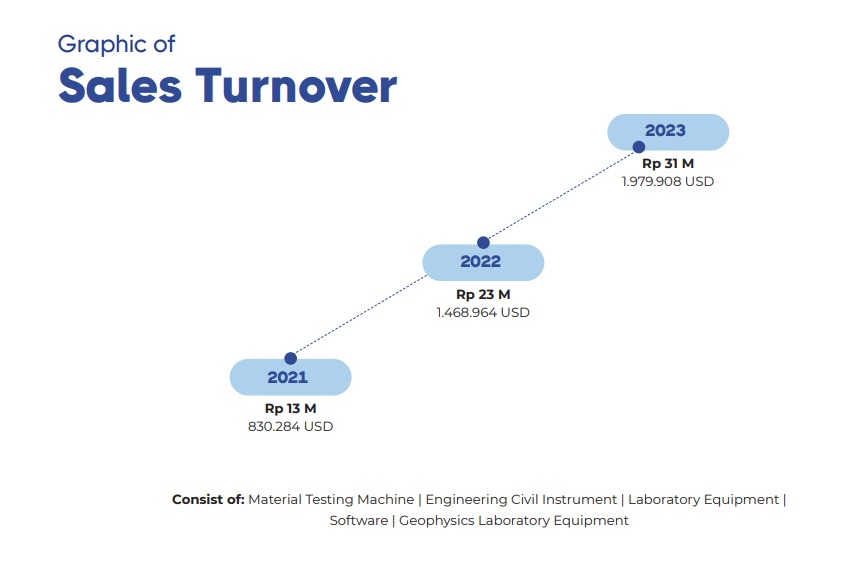 Graphic of
Sales Turnover
2023
Rp 31 M
1.979.908 USD
2022
Rp 23 M
1.468.964 USD
2021
Rp 13 M
830.284 USD
Consist of: Material Testing Machine | Engineering Civil Instrument | Laboratory Equipment |
Software | Geophysics Laboratory Equipment